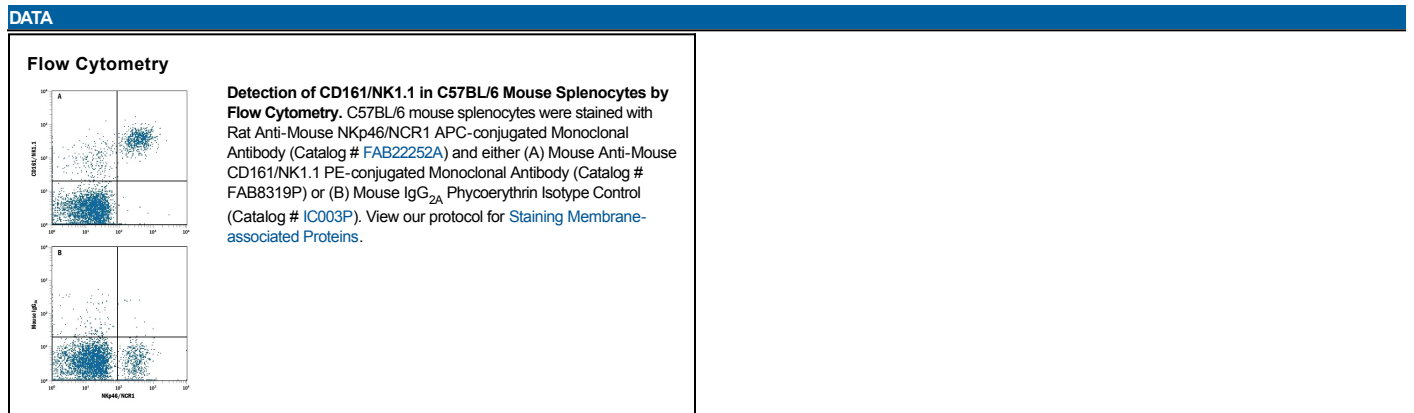 DATA
Flow Cytometry
Detection of CD161/NK1.1 in C57BL/6 Mouse Splenocytes by
Flow Cytometry. C57BL/6 mouse splenocytes were stained with
Rat Anti-Mouse NKp46/NCR1 APC-conjugated Monoclonal
Antibody (Catalog # FAB22252A) and either (A) Mouse Anti-Mouse
CD161/NK1.1 PE-conjugated Monoclonal Antibody (Catalog #
FAB8319P) or (B) Mouse IgG2A Phycoerythrin Isotype Control
(Catalog # IC003P). View our protocol for Staining Membrane-
associated Proteins.
A
CD161/NK1.1
B
Mouse IgG2A
NKp46/NCR1